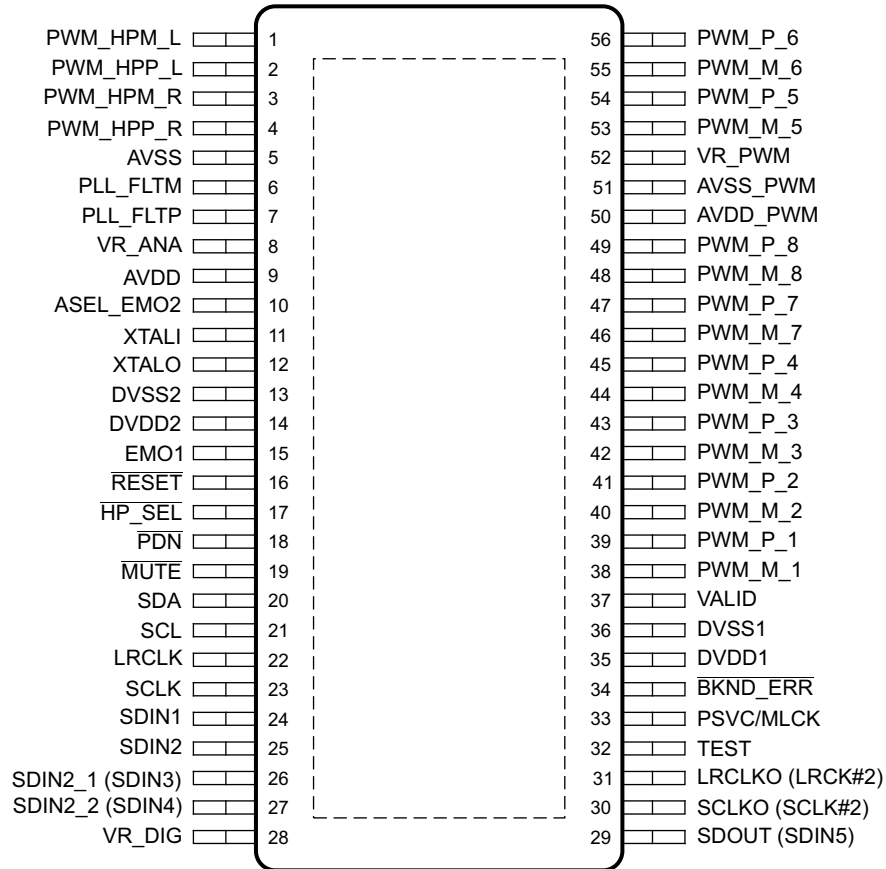 PWM_HPM_L 1 56 PWM_P_6
PWM_HPP_L 2 55 PWM_M_6
PWM_HPM_R 3 54 PWM_P_5
PWM_HPP_R 4 53 PWM_M_5
AVSS 5 52 VR_PWM
PLL_FLTM 6 51 AVSS_PWM
PLL_FLTP 7 50 AVDD_PWM
VR_ANA 8 49 PWM_P_8
AVDD 9 48 PWM_M_8
ASEL_EMO2 10 47 PWM_P_7
XTALI 11 46 PWM_M_7
XTALO 12 45 PWM_P_4
DVSS2 13 44 PWM_M_4
DVDD2 14 43 PWM_P_3
EMO1 15 42 PWM_M_3
RESET 16 41 PWM_P_2
HP_SEL 17 40 PWM_M_2
PDN 18 39 PWM_P_1
MUTE 19 38 PWM_M_1
SDA 20 37 VALID
SCL 21 36 DVSS1
LRCLK 22 35 DVDD1
SCLK 23 34 BKND_ERR
SDIN1 24 33 PSVC/MLCK
SDIN2 25 32 TEST
SDIN2_1 (SDIN3) 26 31 LRCLKO (LRCK#2)
SDIN2_2 (SDIN4) 27 30 SCLKO (SCLK#2)
VR_DIG 28 29 SDOUT (SDIN5)